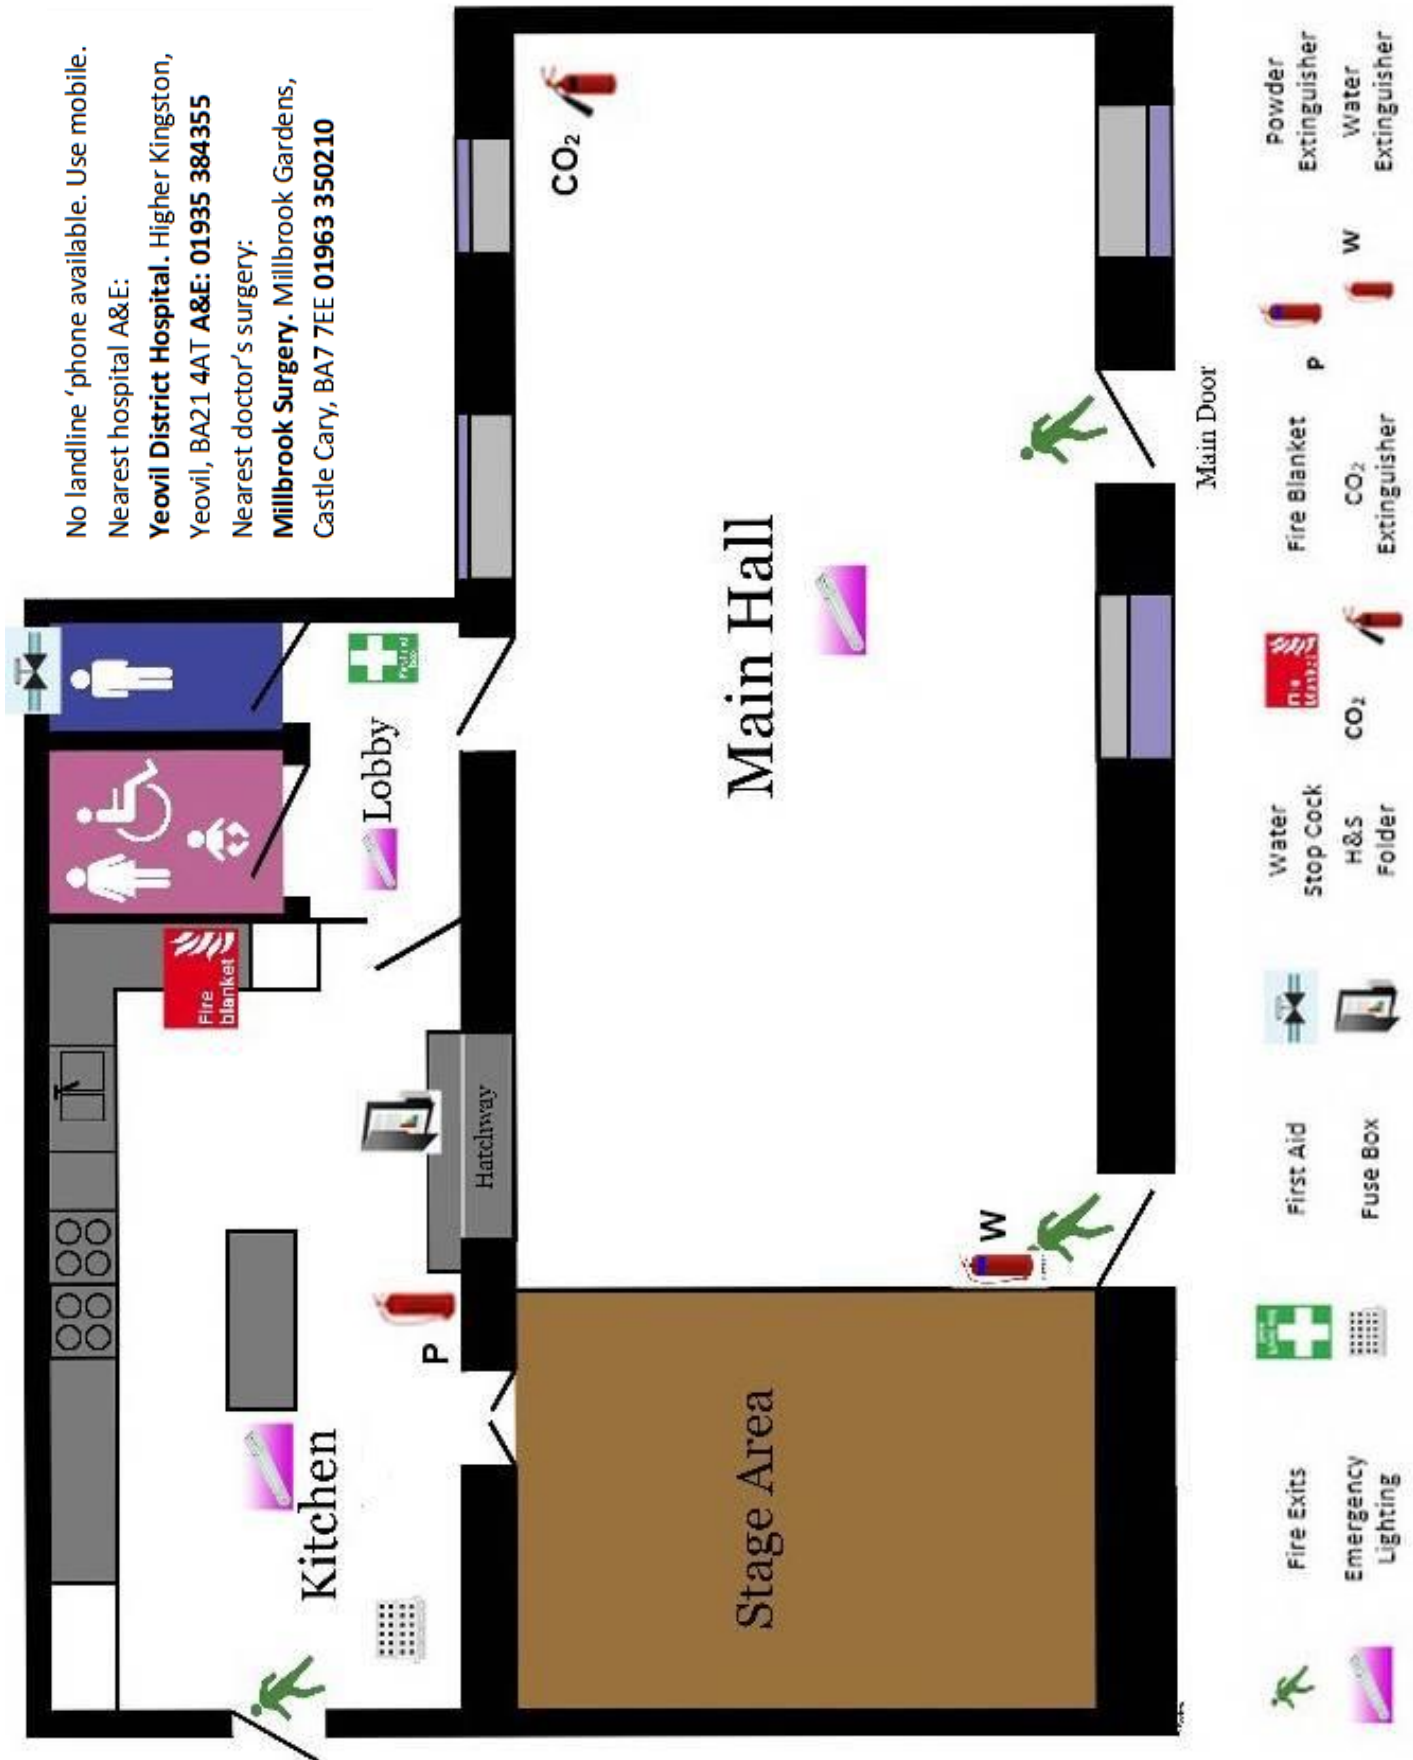 No landline ‘phone available. Use mobile.
Nearest hospital A&E:
Yeovil District Hospital. Higher Kingston,
Yeovil, BA21 4AT A&E: 01935 384355
Nearest doctor’s surgery:
Millbrook Surgery. Millbrook Gardens,
Castle Cary, BA7 7EE 01963 350210
Kitchen
Fire
blanket
Lobby
First aid
box
P
Hatchway
CO₂
Stage Area
Main Hall
W
Main Door
Fire Exits
First Aid
Water
Stop Cock
Fire Blanket
P
Powder
Extinguisher
Emergency
Lighting
Fuse Box
H&S
Folder
CO₂
CO₂
Extinguisher
W
Water
Extinguisher